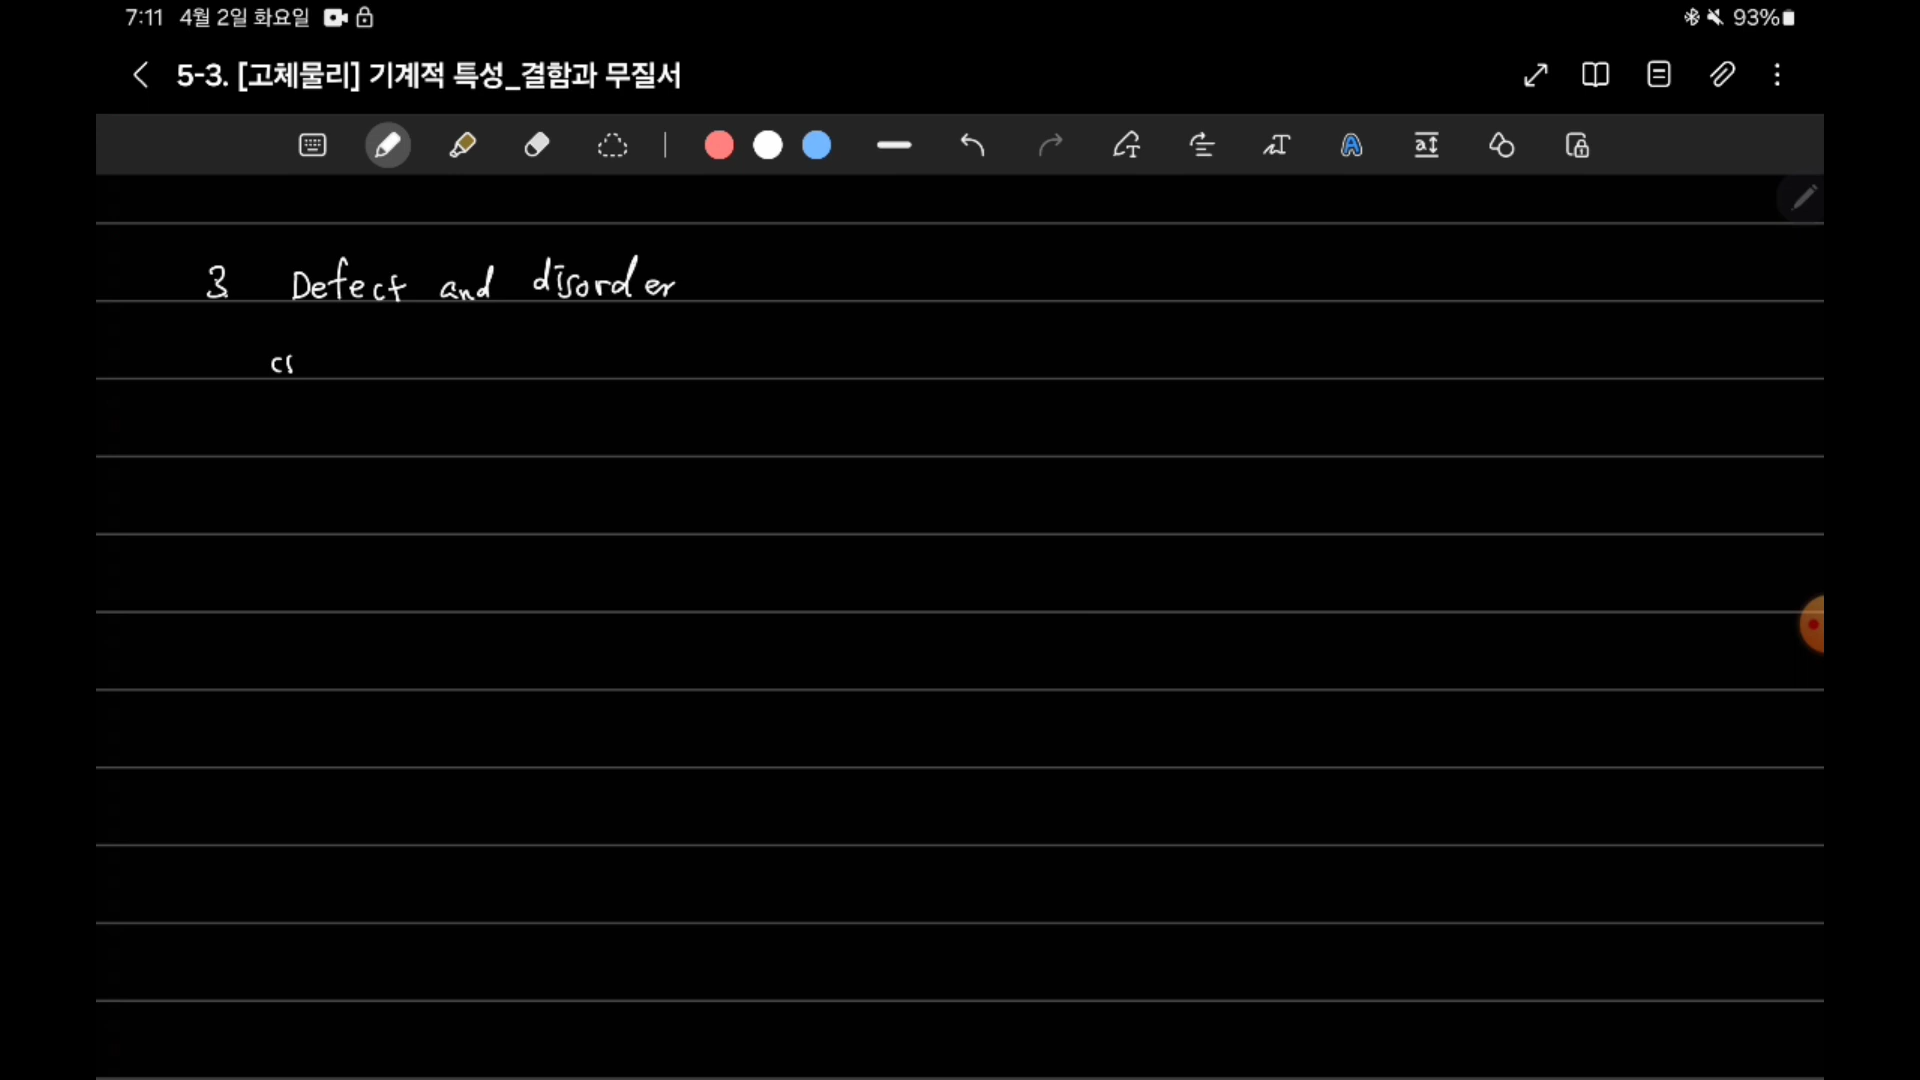 7:11 4월 2일 화요일 93%
5-3. [고체물리] 기계적 특성_결함과 무질서
3. Defect and disorder